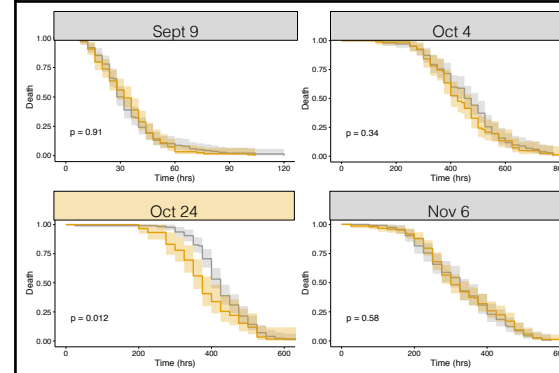 Sept 9
Death
1.00
0.75
0.50
0.25
0.00
p = 0.91
0
30
60
90
120
Time (hrs)
Oct 4
Death
1.00
0.75
0.50
0.25
0.00
p = 0.34
0
200
400
600
Time (hrs)
Oct 24
Death
1.00
0.75
0.50
0.25
0.00
p = 0.012
0
200
400
600
Time (hrs)
Nov 6
Death
1.00
0.75
0.50
0.25
0.00
p = 0.58
0
200
400
600
Time (hrs)